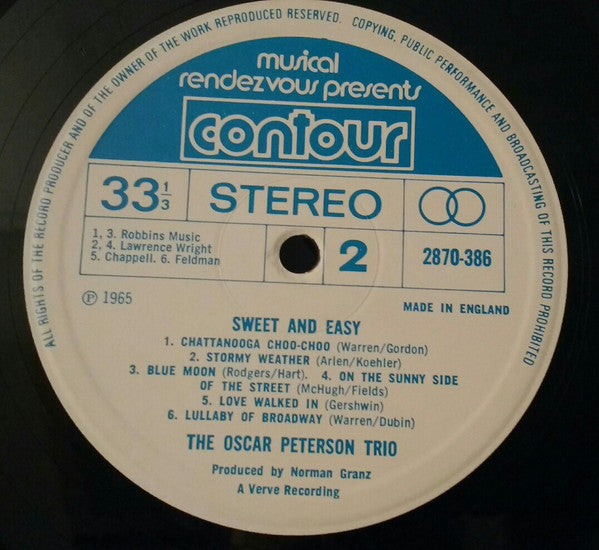 ALL RIGHTS OF THE RECORD PRODUCER AND OF THE OWNER OF THE WORK REPRODUCED RESERVED. COPYING, PUBLIC PERFORMANCE AND BROADCASTING OF THIS RECORD PROHIBITED
musical
rendezvous presents
contour
33 1/3 STEREO
1, 3. Robbins Music
2, 4. Lawrence Wright
5. Chappell. 6. Feldman
2
2870-386
℗ 1965
MADE IN ENGLAND
SWEET AND EASY
1. CHATTANOOGA CHOO-CHOO (Warren/Gordon)
2. STORMY WEATHER (Arlen/Koehler)
3. BLUE MOON (Rodgers/Hart). 4. ON THE SUNNY SIDE
OF THE STREET (McHugh/Fields)
5. LOVE WALKED IN (Gershwin)
6. LULLABY OF BROADWAY (Warren/Dubin)
THE OSCAR PETERSON TRIO
Produced by Norman Granz
A Verve Recording